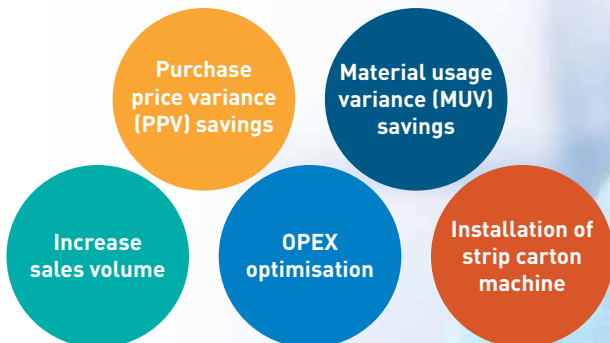 Purchase
price variance
(PPV) savings
Material usage
variance (MUV)
savings
Increase
sales volume
OPEX
optimisation
Installation of
strip carton
machine